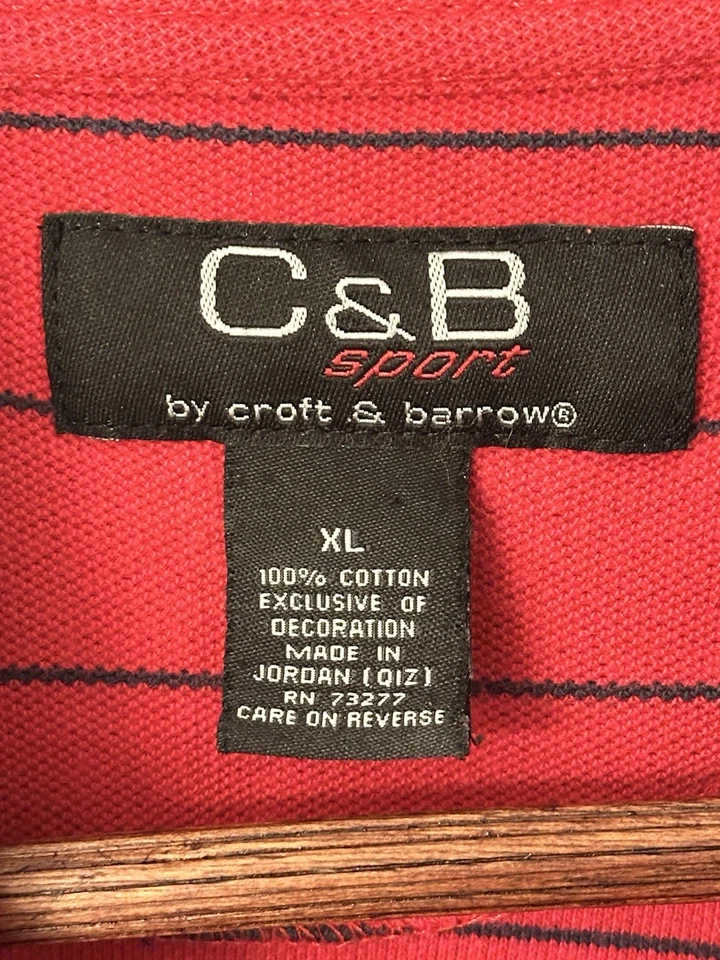 C&B
sport
by croft & barrow®
XL
100% COTTON
EXCLUSIVE OF
DECORATION
MADE IN
JORDAN (QIZ)
RN 73277
CARE ON REVERSE